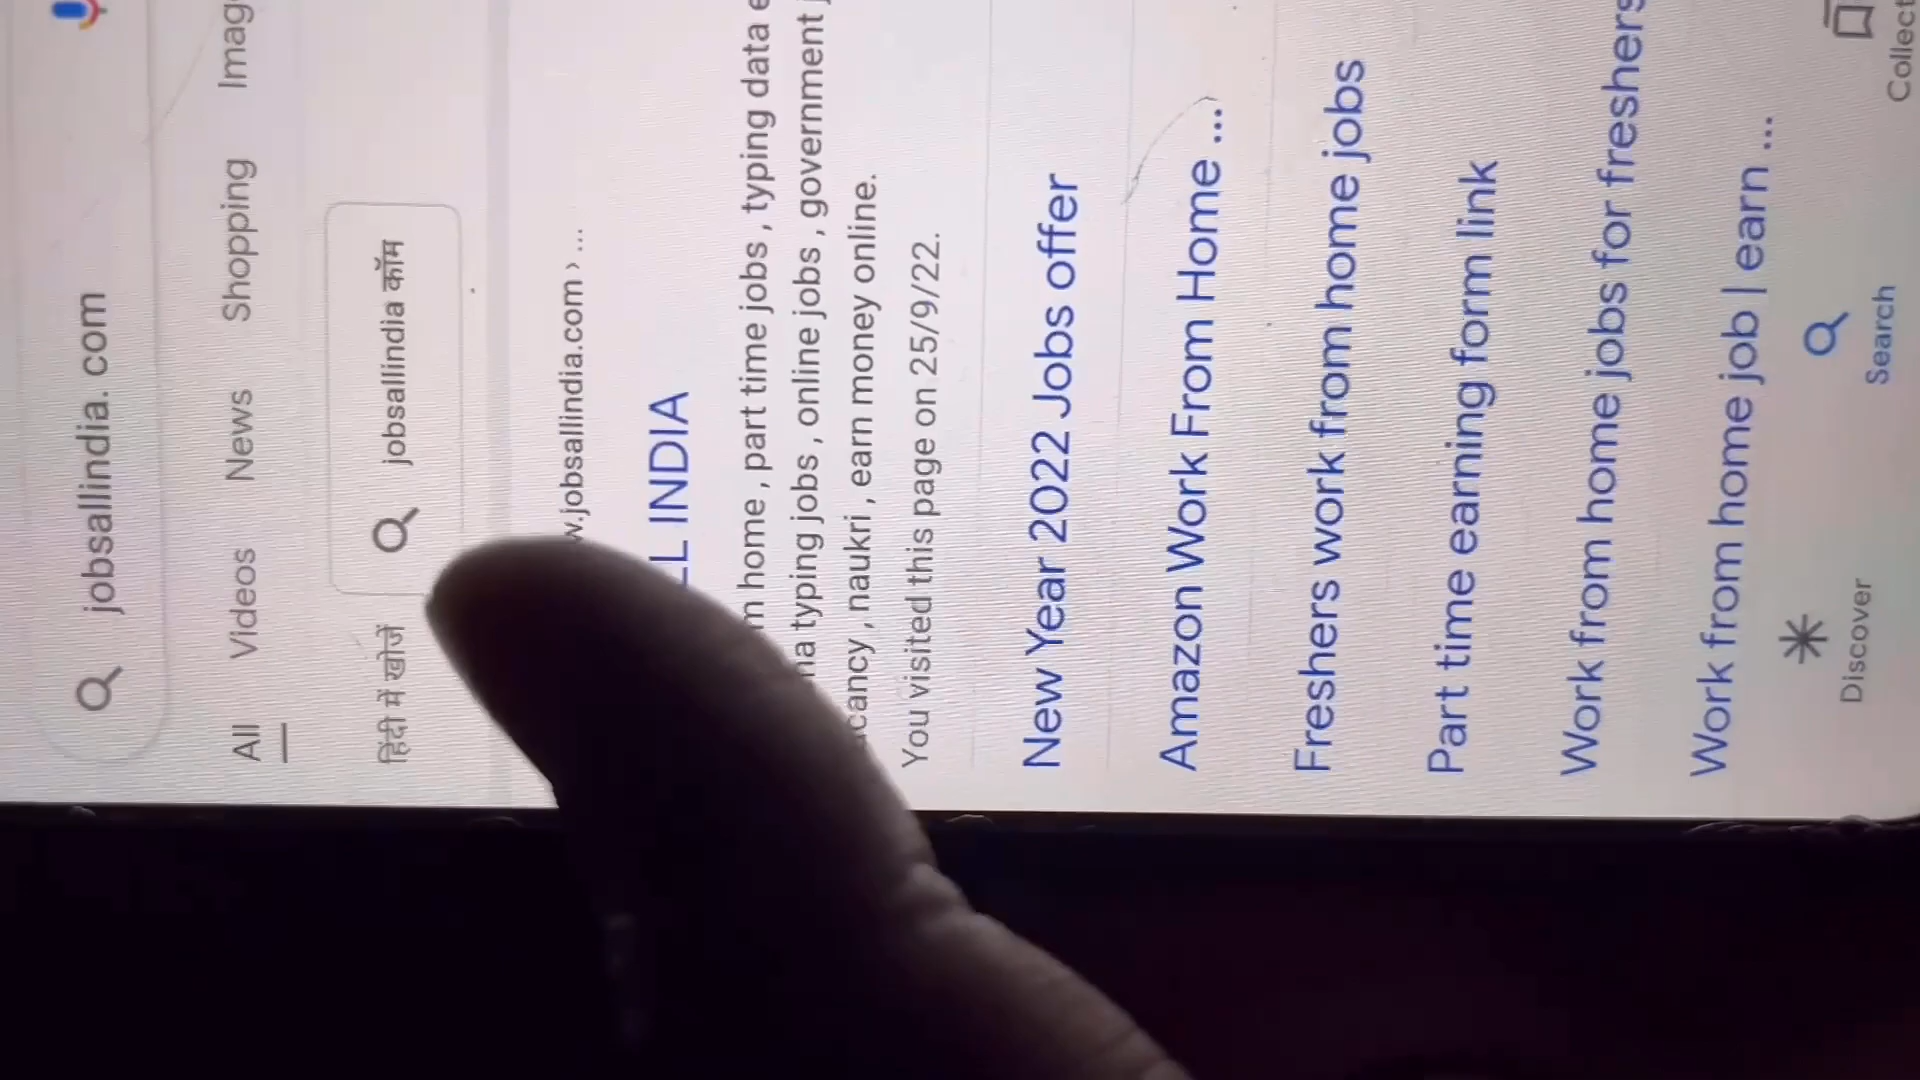 jobsallindia. com
All Videos News Shopping Imag
हिंदी में खोजें jobsallindia कॉम
w.jobsallindia.com › ...
LL INDIA
home , part time jobs , typing data
typing jobs , online jobs , government
, naukri , earn money online.
You visited this page on 25/9/22.
New Year 2022 Jobs offer
Amazon Work From Home ...
Freshers work from home jobs
Part time earning form link
Work from home jobs for freshers
Work from home job | earn ...
Discover Search Collect